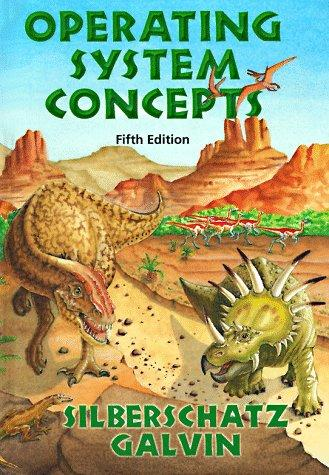 OPERATING
SYSTEM
CONCEPTS
Fifth Edition
SILBERSCHATZ
GALVIN